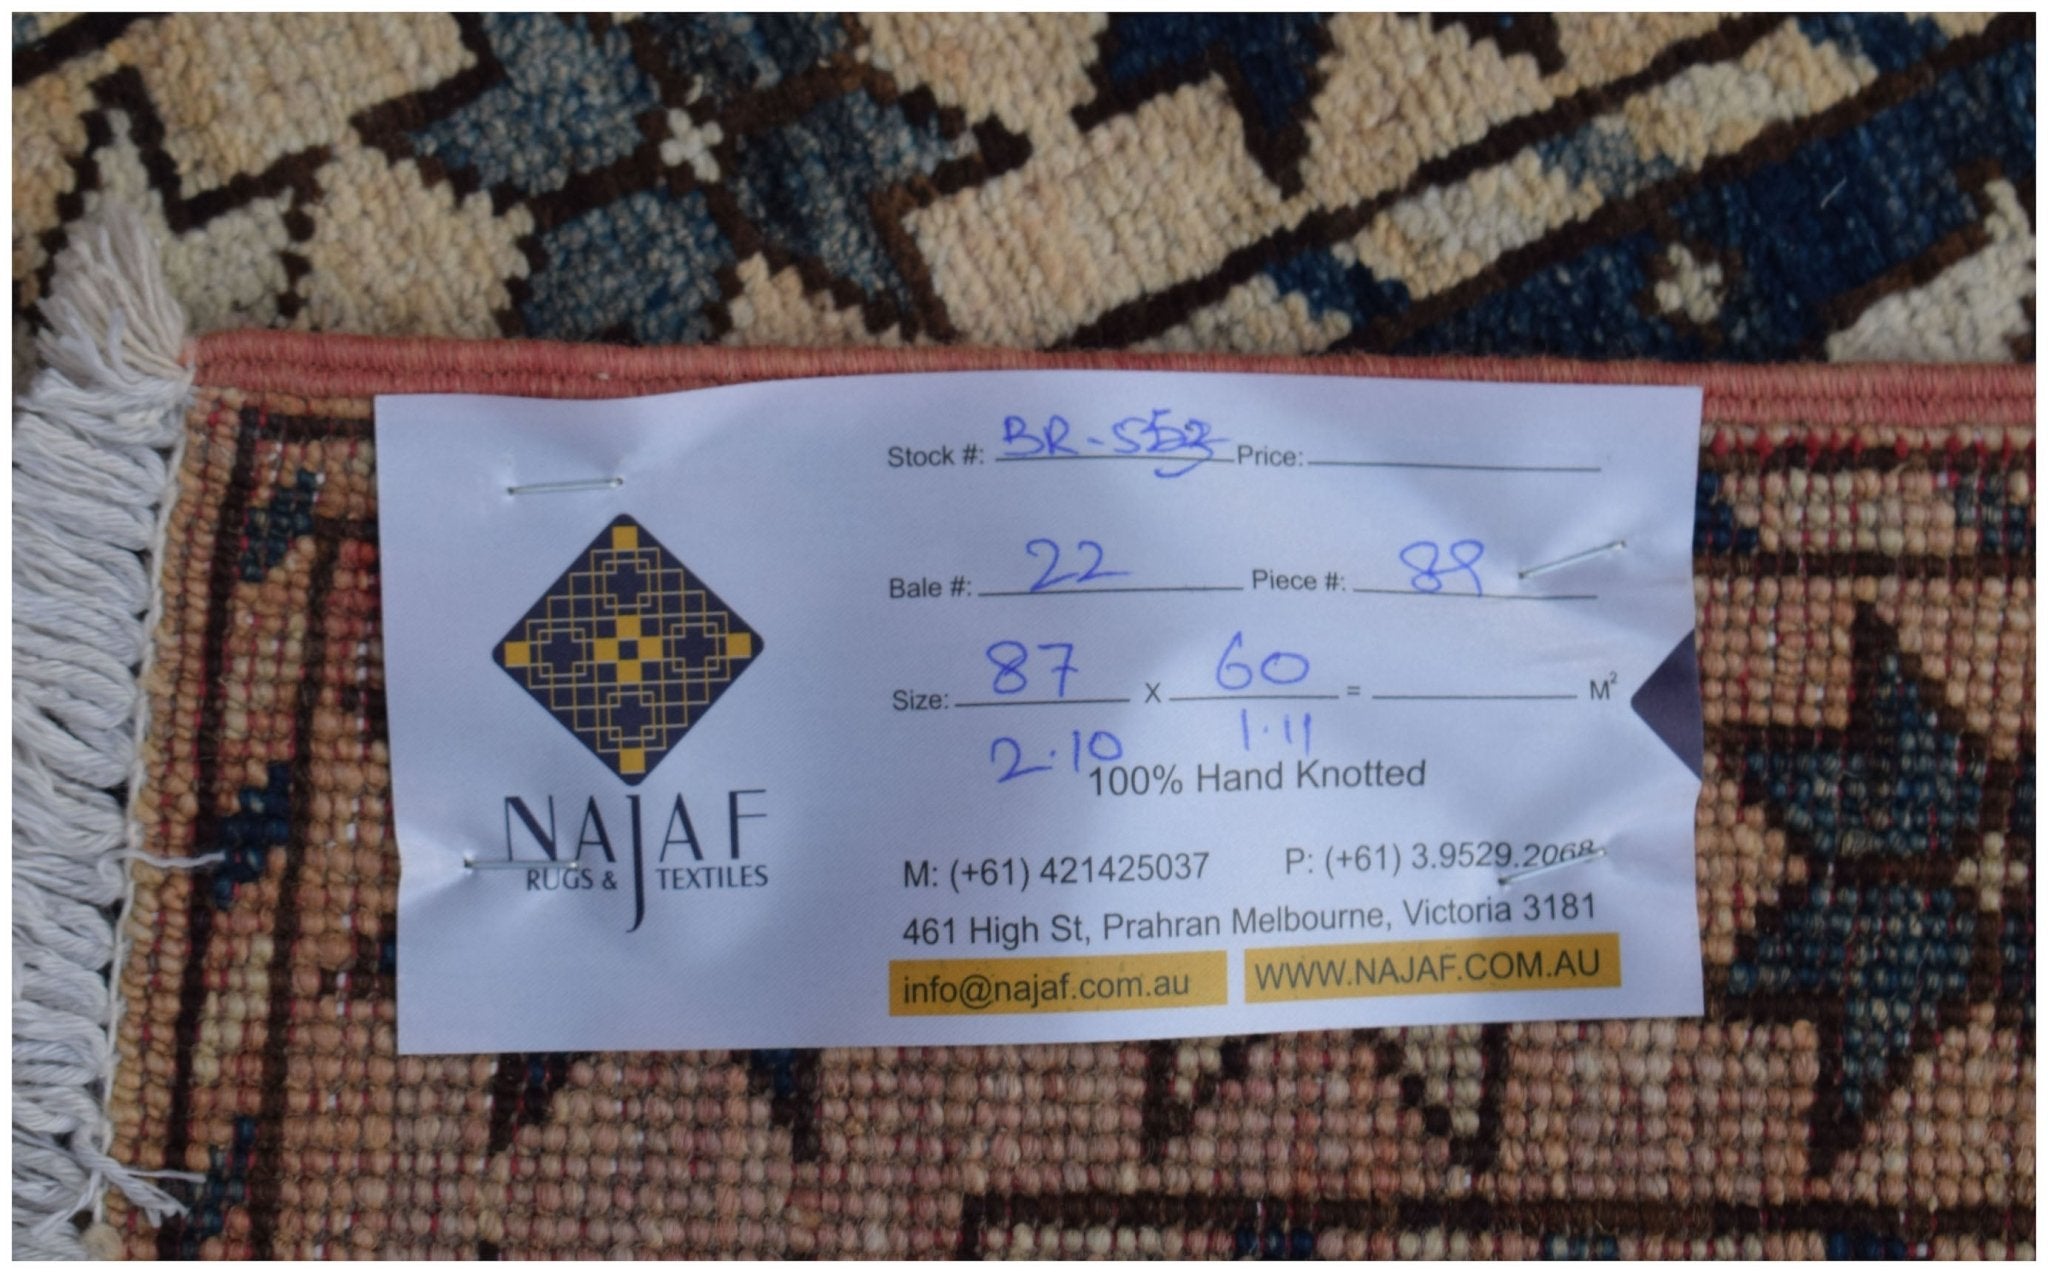 NAJAF
RUGS & TEXTILES
Stock #: Price:
Bale #: 22 Piece #: 89
Size: 87 X 60 = M²
2.10 1.11
100% Hand Knotted
M: (+61) 421425037 P: (+61) 3.9529.2068
461 High St, Prahran Melbourne, Victoria 3181
info@najaf.com.au WWW.NAJAF.COM.AU